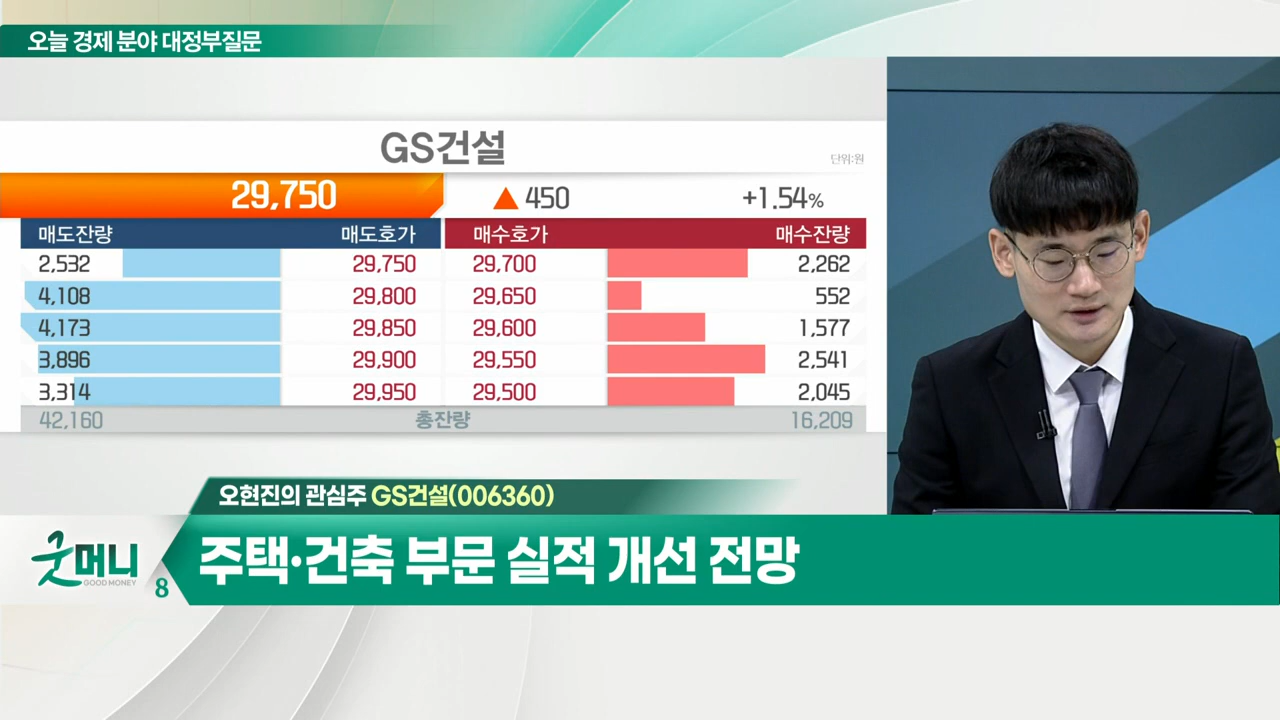 오늘 경제 분야 대정부질문
GS건설
단위:원
29,750 ▲ 450 +1.54%
매도잔량 매도호가 매수호가 매수잔량
2,532 29,750 29,700 2,262
4,108 29,800 29,650 552
4,173 29,850 29,600 1,577
3,896 29,900 29,550 2,541
3,314 29,950 29,500 2,045
42,160 총잔량 16,209
오현진의 관심주 GS건설(006360)
굿머니
GOOD MONEY
8
주택·건축 부문 실적 개선 전망